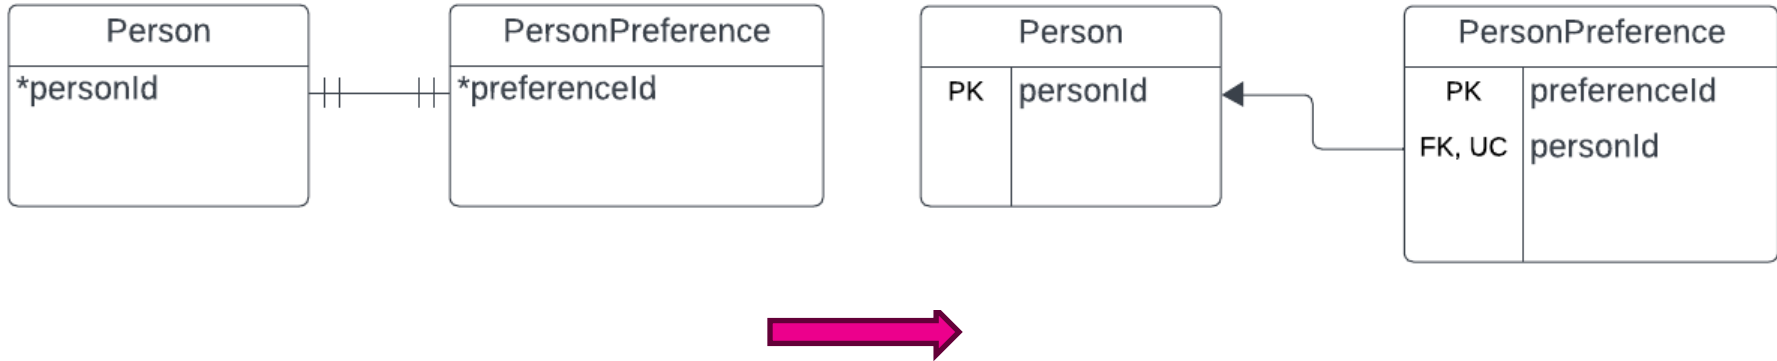 Person
*personId
PersonPreference
*preferenceId
Person
PK personId
PersonPreference
PK preferenceId
FK, UC personId